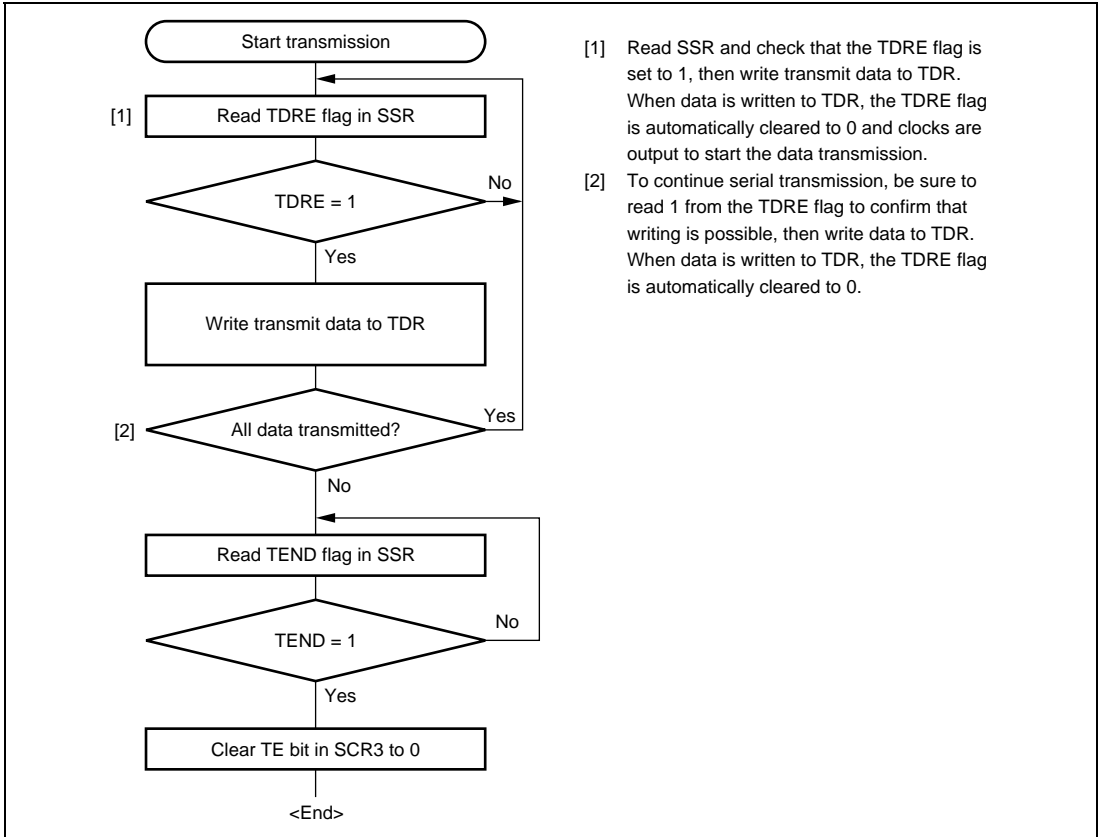 Start transmission
[1] Read TDRE flag in SSR
TDRE = 1
No
Yes
Write transmit data to TDR
[2] All data transmitted?
Yes
No
Read TEND flag in SSR
TEND = 1
No
Yes
Clear TE bit in SCR3 to 0
<End>
[1] Read SSR and check that the TDRE flag is
set to 1, then write transmit data to TDR.
When data is written to TDR, the TDRE flag
is automatically cleared to 0 and clocks are
output to start the data transmission.
[2] To continue serial transmission, be sure to
read 1 from the TDRE flag to confirm that
writing is possible, then write data to TDR.
When data is written to TDR, the TDRE flag
is automatically cleared to 0.